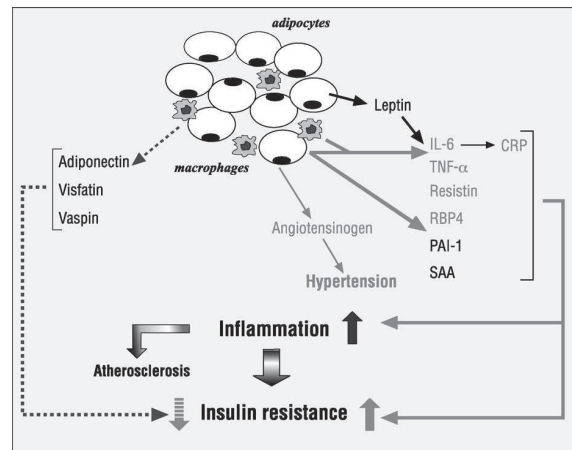 adipocytes
Leptin
IL-6
CRP
TNF-α
Resistin
RBP4
PAI-1
SAA
macrophages
Adiponectin
Visfatin
Vaspin
Angiotensinogen
Hypertension
Inflammation
Atherosclerosis
Insulin resistance